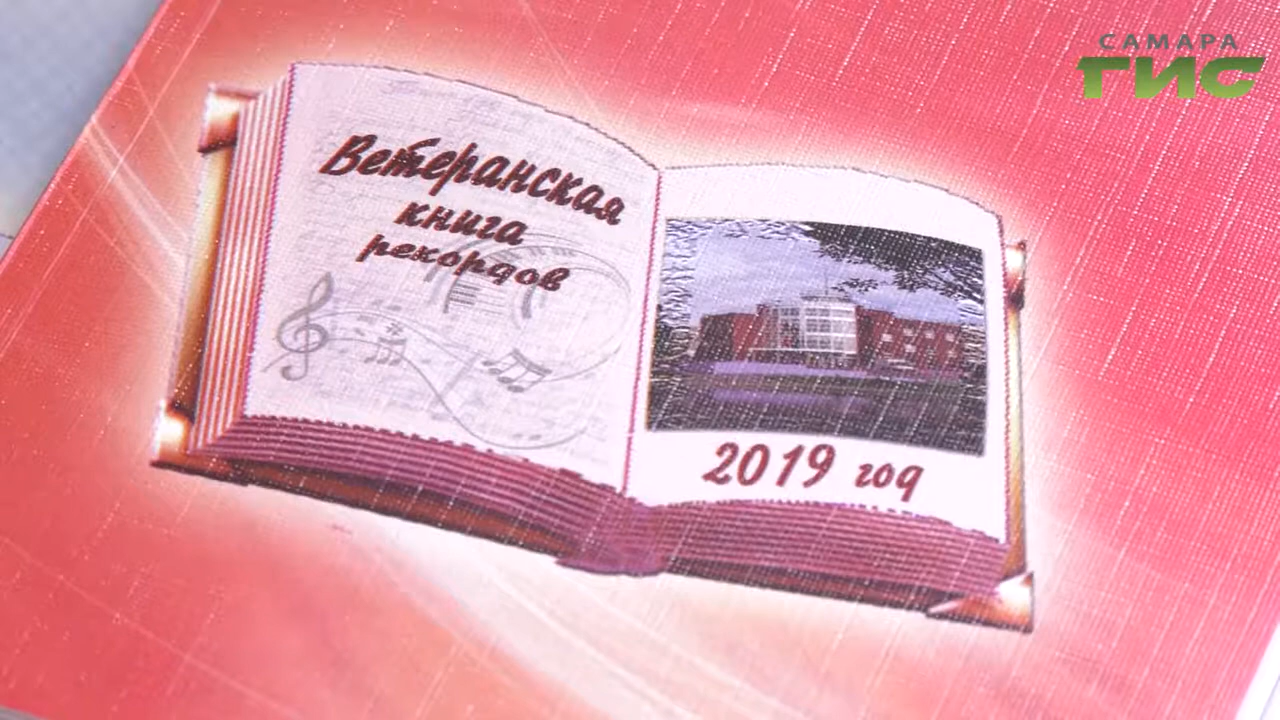 САМАРА
ГИС
Ветеранская
книга
рекордов
2019 год